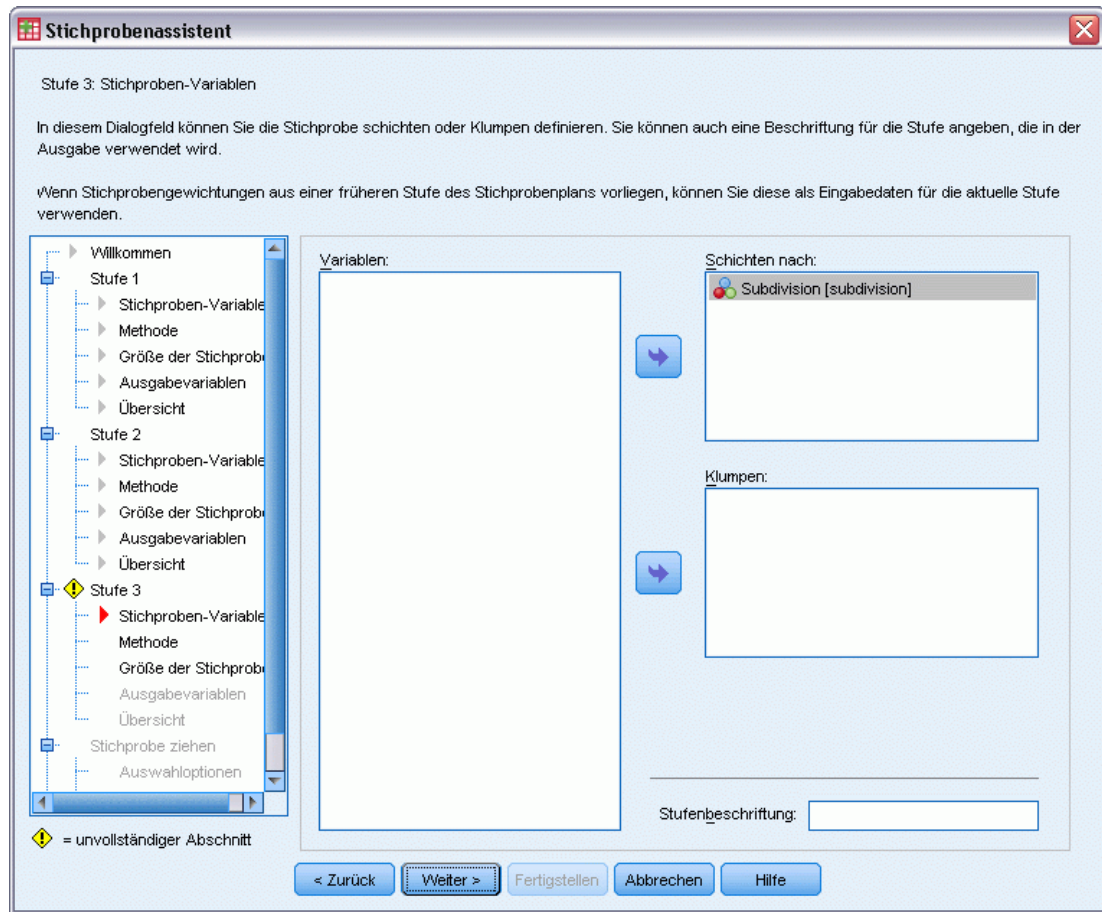 Stichprobenassistent
Stufe 3: Stichproben-Variablen
In diesem Dialogfeld können Sie die Stichprobe schichten oder Klumpen definieren. Sie können auch eine Beschriftung für die Stufe angeben, die in der
Ausgabe verwendet wird.
Wenn Stichprobengewichtungen aus einer früheren Stufe des Stichprobenplans vorliegen, können Sie diese als Eingabedaten für die aktuelle Stufe
verwenden.
Willkommen
Stufe 1
Stichproben-Variable
Methode
Größe der Stichprobe
Ausgabevariablen
Übersicht
Stufe 2
Stichproben-Variable
Methode
Größe der Stichprobe
Ausgabevariablen
Übersicht
Stufe 3
Stichproben-Variable
Methode
Größe der Stichprobe
Ausgabevariablen
Übersicht
Stichprobe ziehen
Auswahloptionen
= unvollständiger Abschnitt
Variablen:
Schichten nach:
Subdivision [subdivision]
Klumpen:
Stufenbeschriftung:
< Zurück
Weiter >
Fertigstellen
Abbrechen
Hilfe